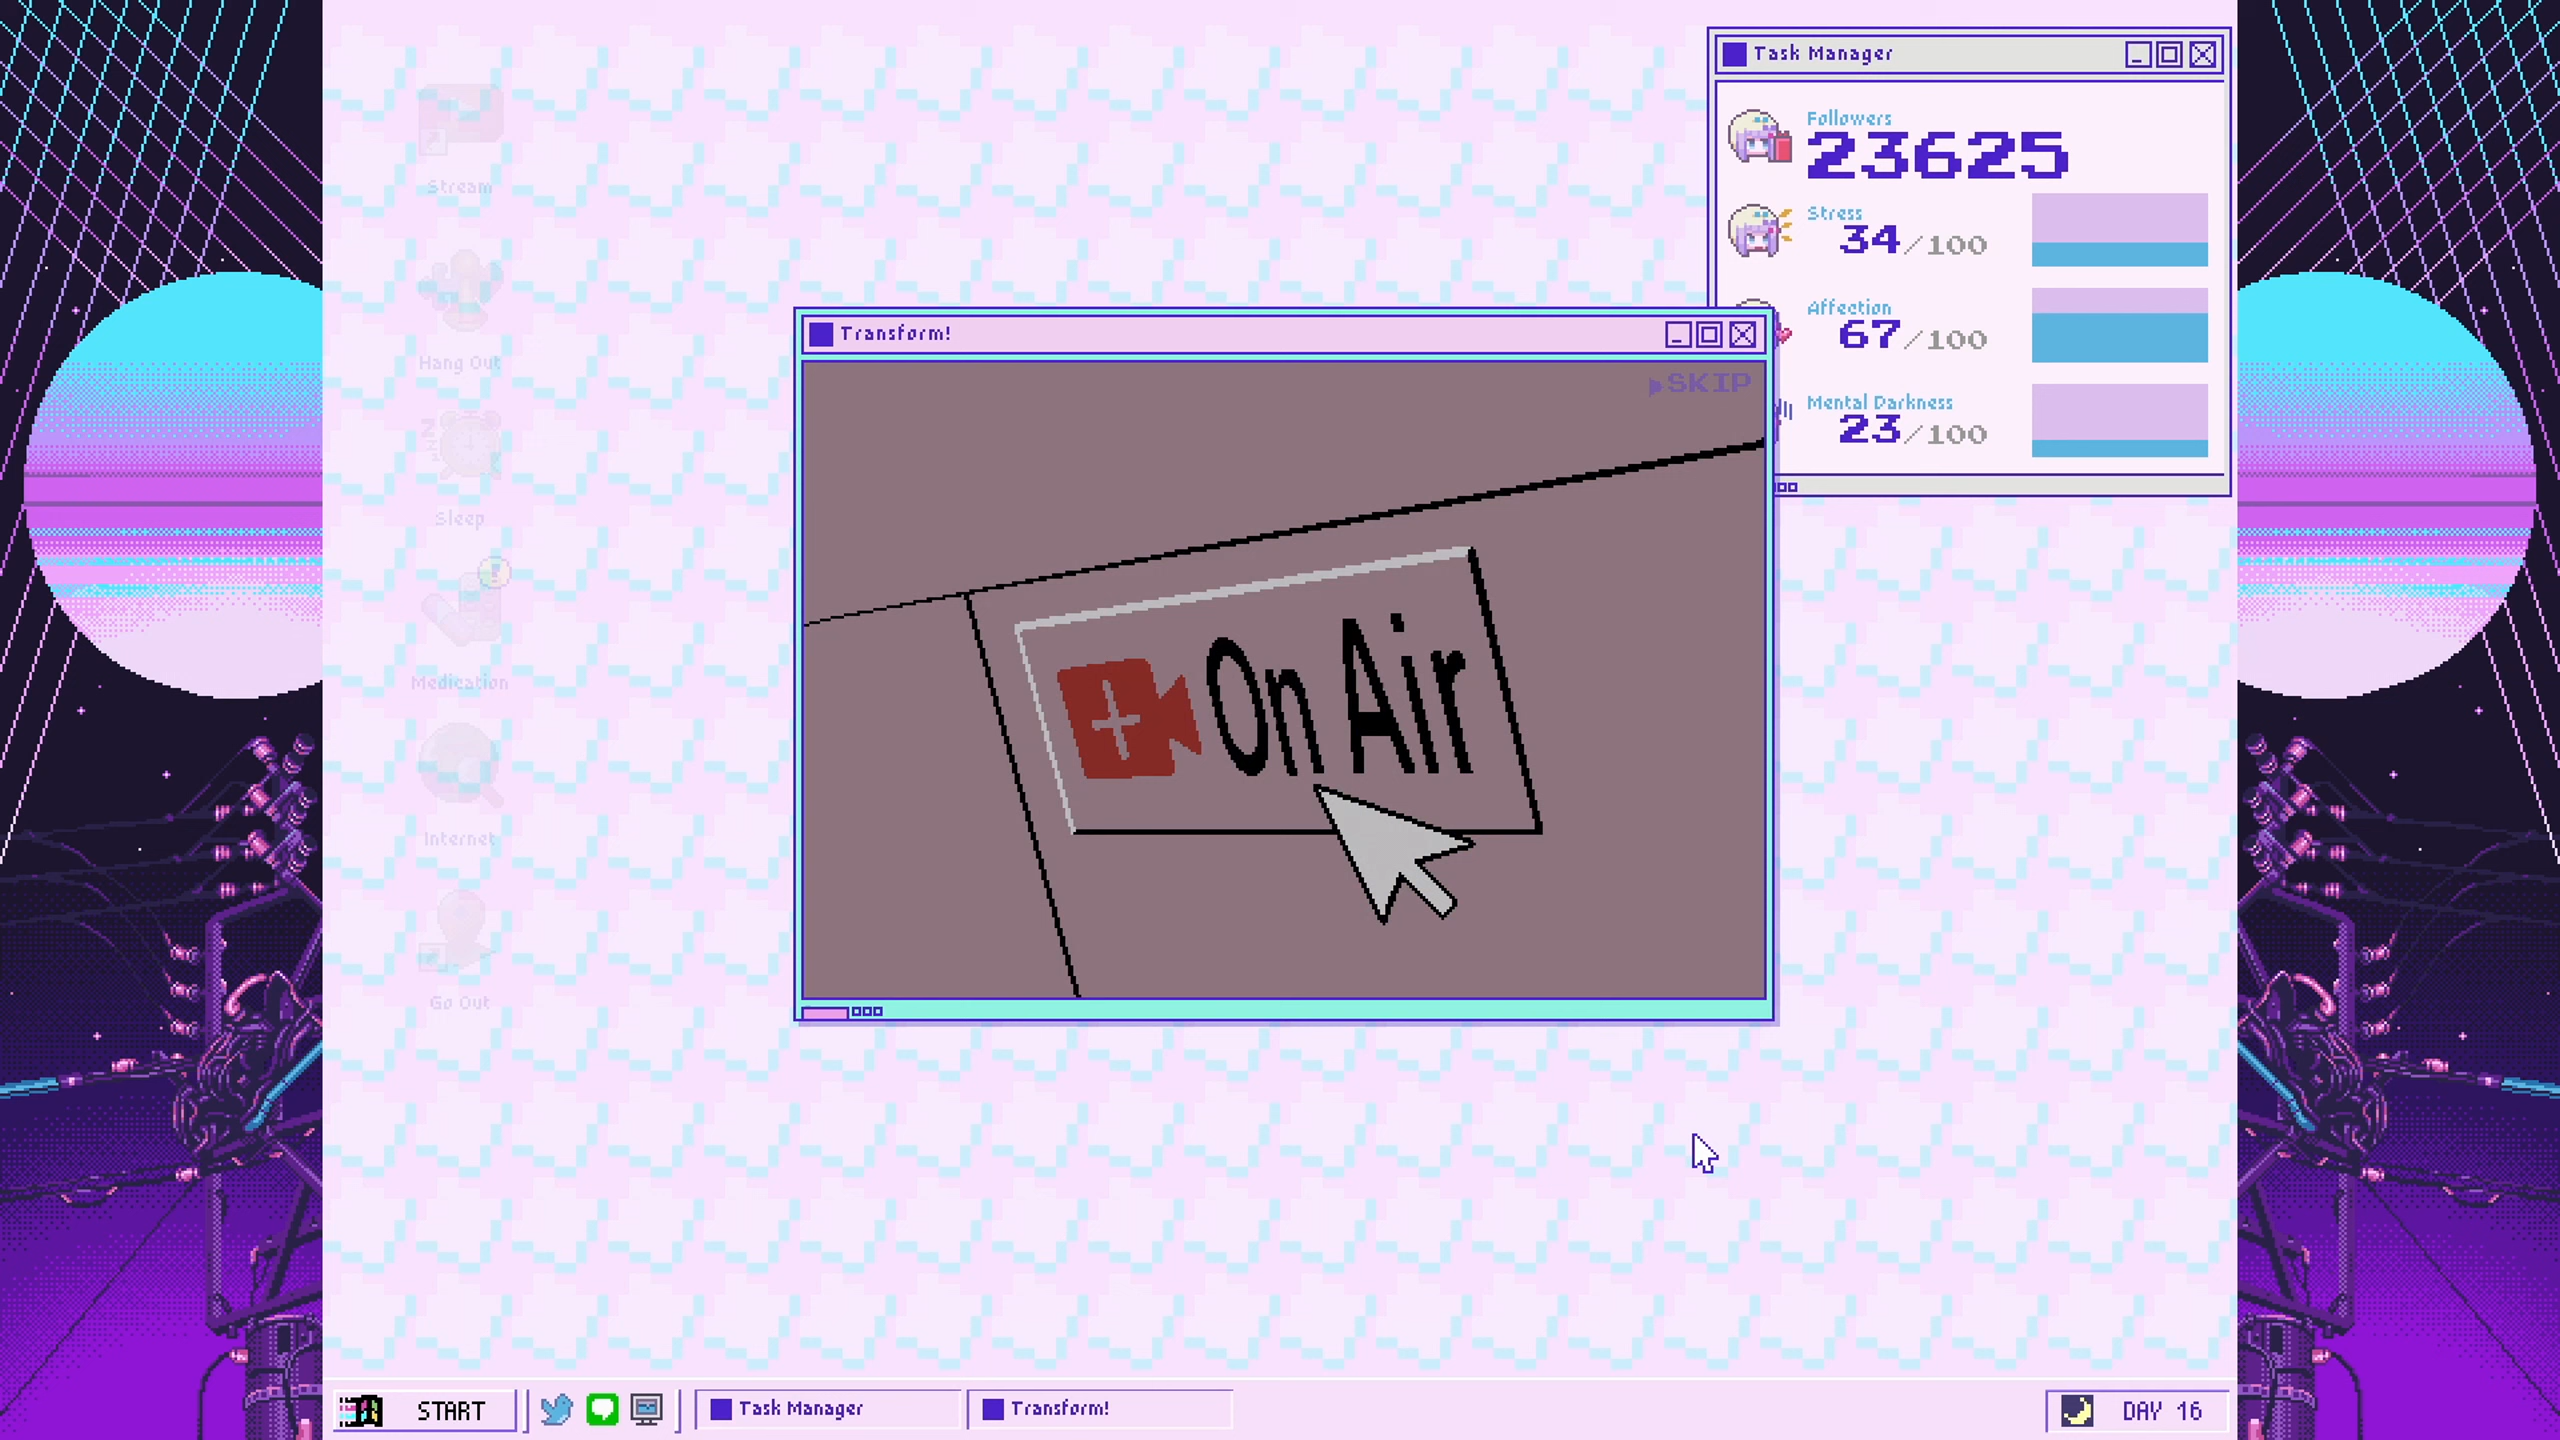 Stream
Hang Out
Sleep
Medication
Internet
Go Out
Task Manager
Followers
23625
Stress
34/100
Affection
67/100
Mental Darkness
23/100
Transform!
▶SKIP
On Air
START
Task Manager
Transform!
DAY 16